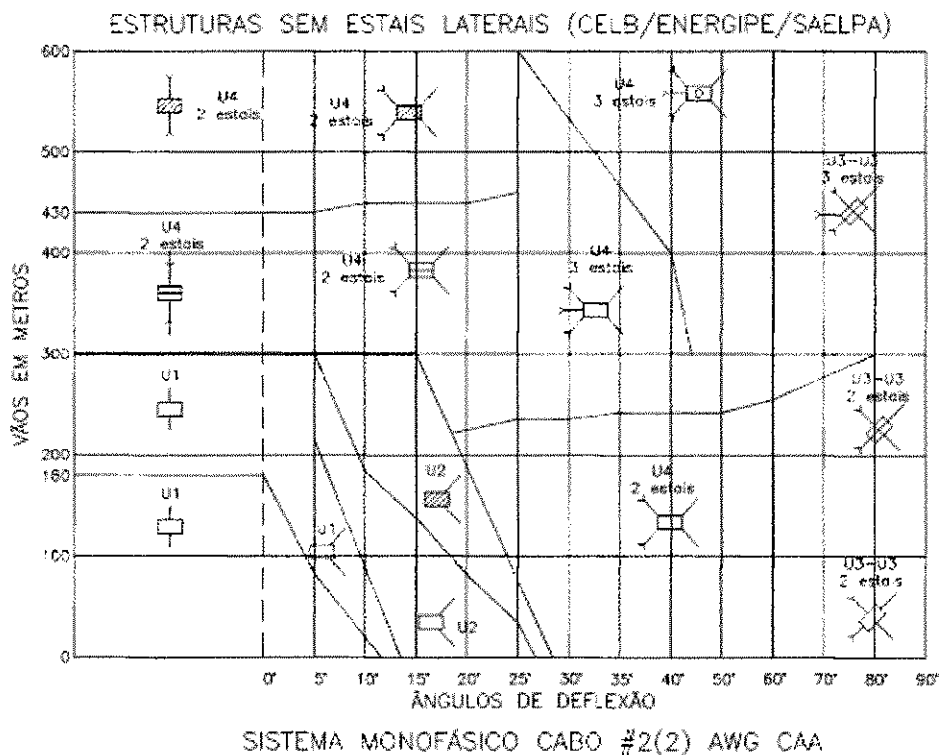 ESTRUTURAS SEM ESTAIS LATERAIS (CELB/ENERGIPE/SAELPA)
600
U4
2 estais
U4
2 estais
U4
3 estais
500
U3-U3
3 estais
430
U4
2 estais
400
U4
2 estais
U4
3 estais
VÃOS EM METROS
300
U1
U3-U3
2 estais
200
180
U1
U2
U4
2 estais
U1
100
U3-U3
2 estais
U2
0
0° 5° 10° 15° 20° 25° 30° 35° 40° 45° 50° 60° 60° 70° 80° 90°
ÂNGULOS DE DEFLEXÃO
SISTEMA MONOFÁSICO CABO #2(2) AWG CAA